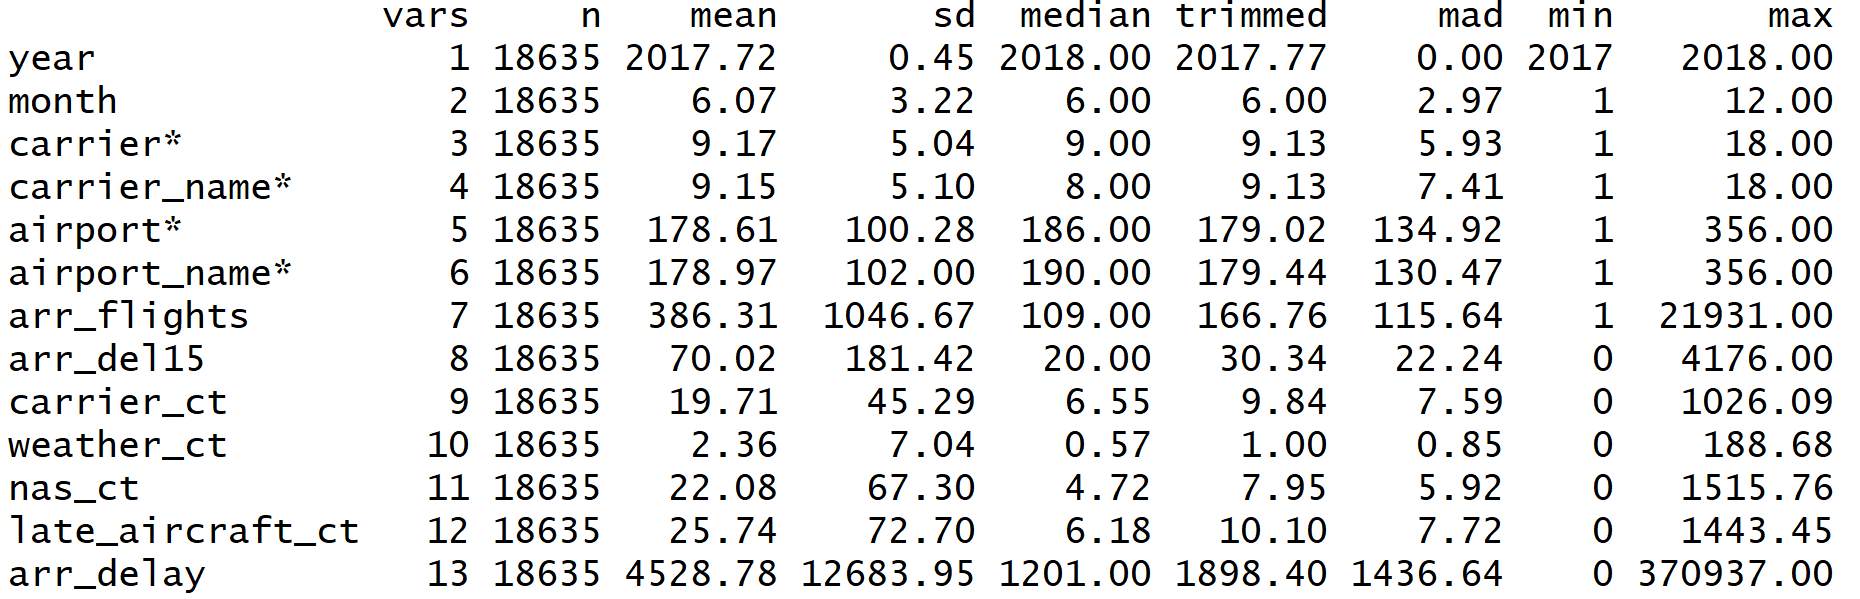 vars n mean sd median trimmed mad min max
year 1 18635 2017.72 0.45 2018.00 2017.77 0.00 2017 2018.00
month 2 18635 6.07 3.22 6.00 6.00 2.97 1 12.00
carrier* 3 18635 9.17 5.04 9.00 9.13 5.93 1 18.00
carrier_name* 4 18635 9.15 5.10 8.00 9.13 7.41 1 18.00
airport* 5 18635 178.61 100.28 186.00 179.02 134.92 1 356.00
airport_name* 6 18635 178.97 102.00 190.00 179.44 130.47 1 356.00
arr_flights 7 18635 386.31 1046.67 109.00 166.76 115.64 1 21931.00
arr_del15 8 18635 70.02 181.42 20.00 30.34 22.24 0 4176.00
carrier_ct 9 18635 19.71 45.29 6.55 9.84 7.59 0 1026.09
weather_ct 10 18635 2.36 7.04 0.57 1.00 0.85 0 188.68
nas_ct 11 18635 22.08 67.30 4.72 7.95 5.92 0 1515.76
late_aircraft_ct 12 18635 25.74 72.70 6.18 10.10 7.72 0 1443.45
arr_delay 13 18635 4528.78 12683.95 1201.00 1898.40 1436.64 0 370937.00